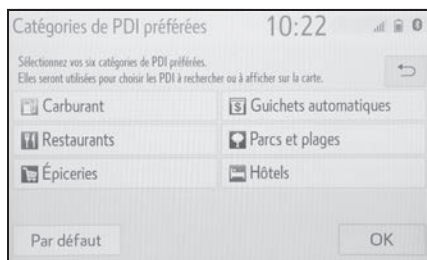 Catégories de PDI préférées 10:22
Sélectionnez vos six catégories de PDI préférées.
Elles seront utilisées pour choisir les PDI à rechercher ou à afficher sur la carte.
Carburant
Guichets automatiques
Restaurants
Parcs et plages
Épiceries
Hôtels
Par défaut
OK